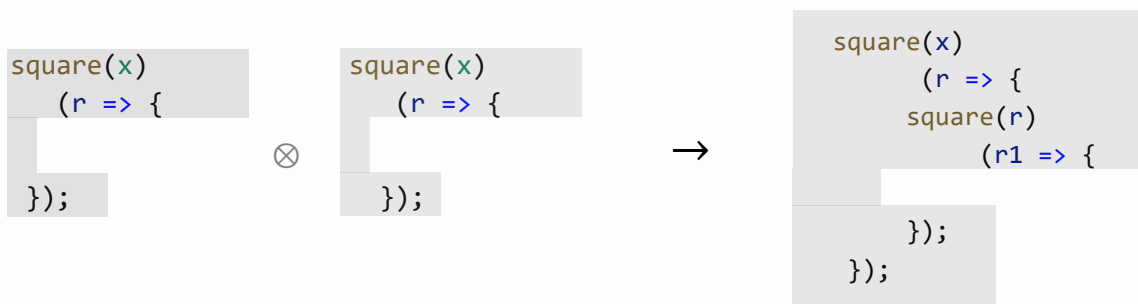 square(x)
(r => {
});
⊗
square(x)
(r => {
});
→
square(x)
(r => {
square(r)
(r1 => {
});
});